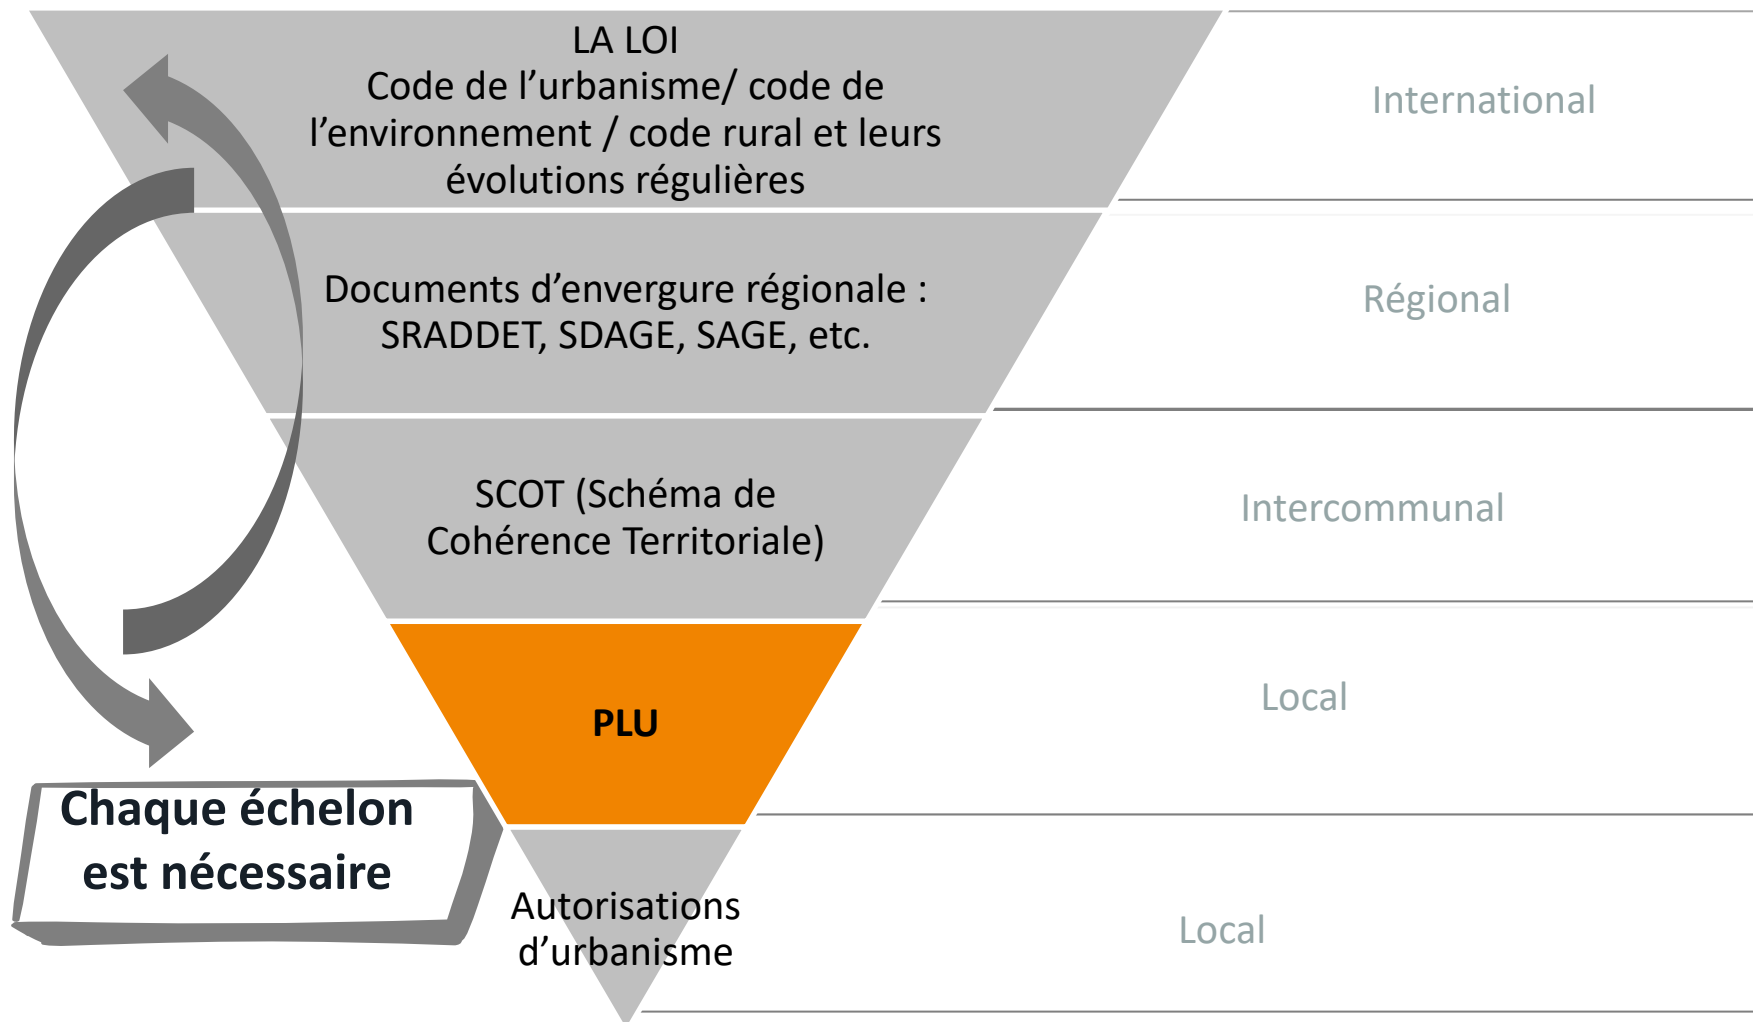 LA LOI
Code de l’urbanisme/ code de
l’environnement / code rural et leurs
évolutions régulières
International
Documents d’envergure régionale :
SRADDET, SDAGE, SAGE, etc.
Régional
SCOT (Schéma de
Cohérence Territoriale)
Intercommunal
PLU
Local
Chaque échelon
est nécessaire
Autorisations
d’urbanisme
Local